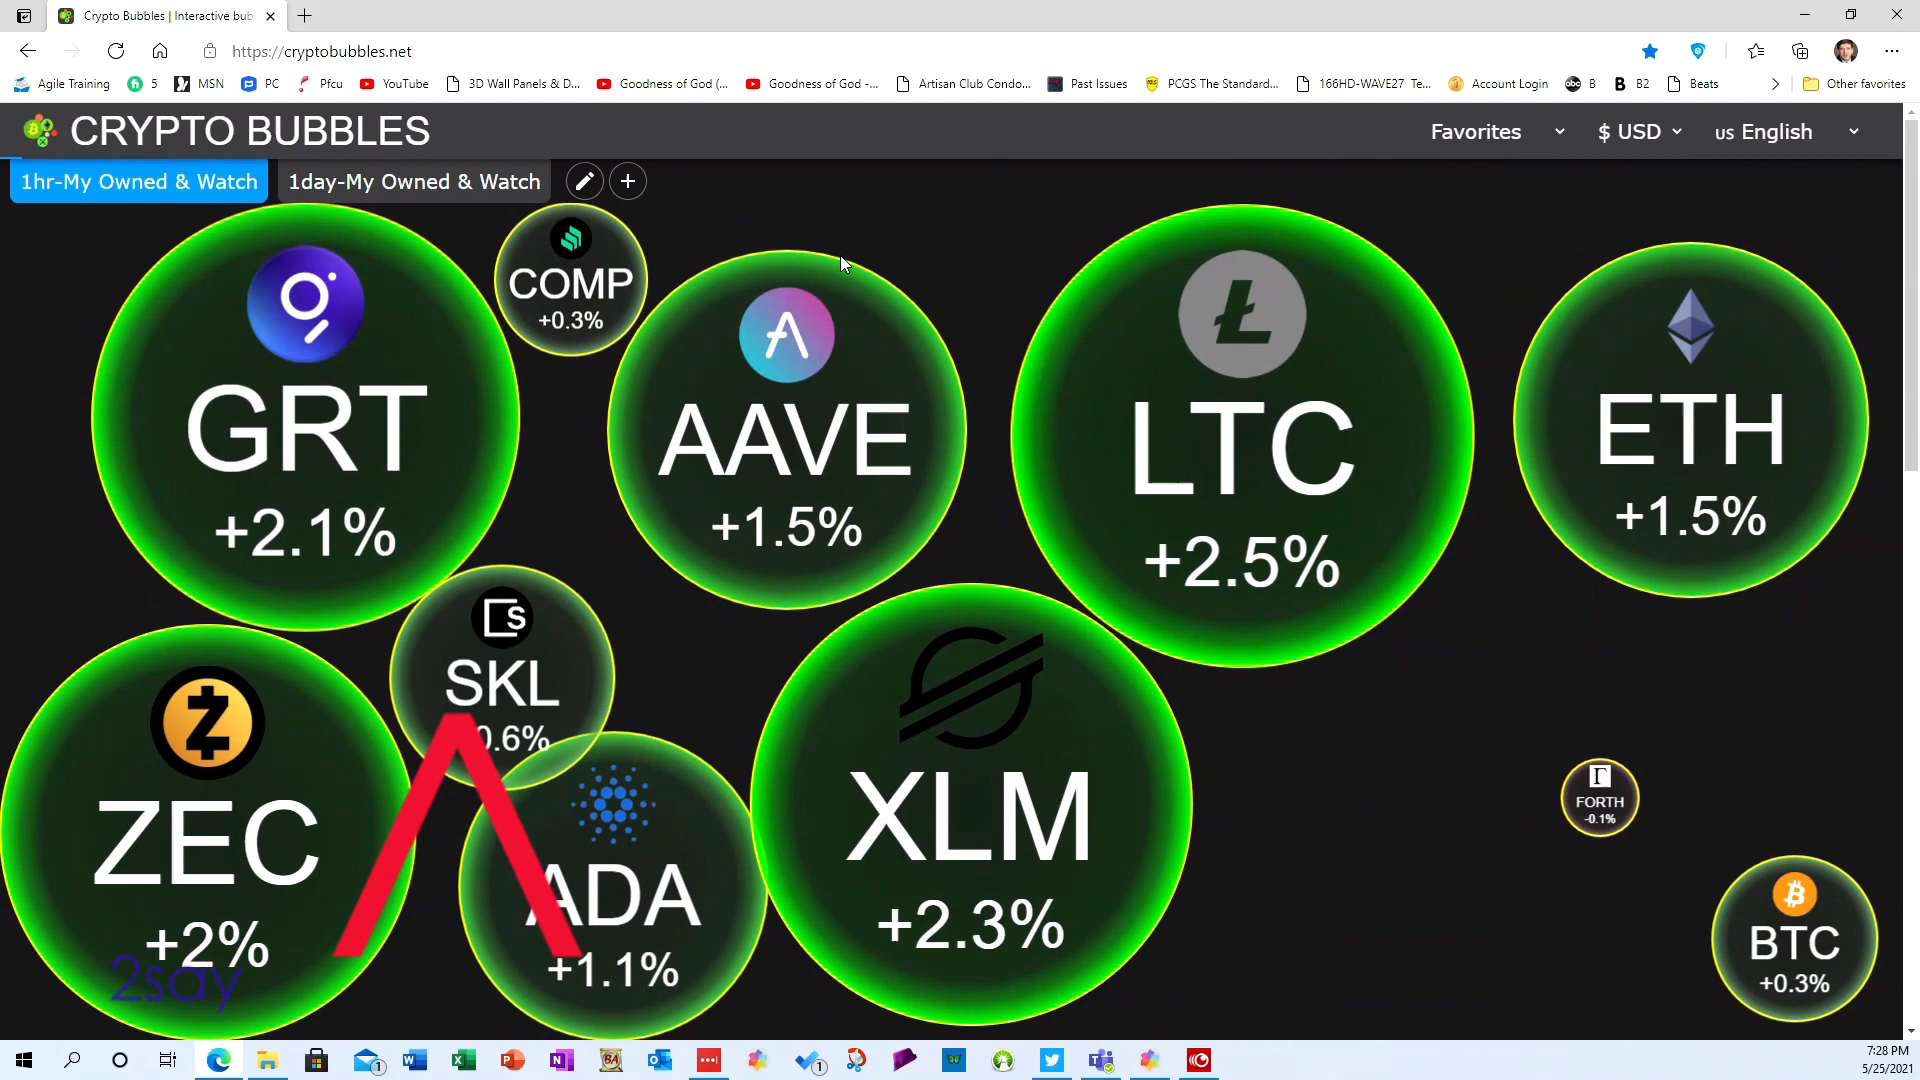 Crypto Bubbles | Interactive bub
https://cryptobubbles.net
Agile Training 5 MSN PC Pfcu YouTube 3D Wall Panels & D... Goodness of God (... Goodness of God -... Artisan Club Condo... Past Issues PCGS The Standard... 166HD-WAVE27 Te... Account Login abc B B B2 Beats Other favorites
CRYPTO BUBBLES Favorites $ USD us English
1hr-My Owned & Watch 1day-My Owned & Watch
GRT
+2.1%
COMP
+0.3%
AAVE
+1.5%
LTC
+2.5%
ETH
+1.5%
SKL
0.6%
ZEC
+2%
2say
ADA
+1.1%
XLM
+2.3%
FORTH
-0.1%
BTC
+0.3%
7:28 PM
5/25/2021